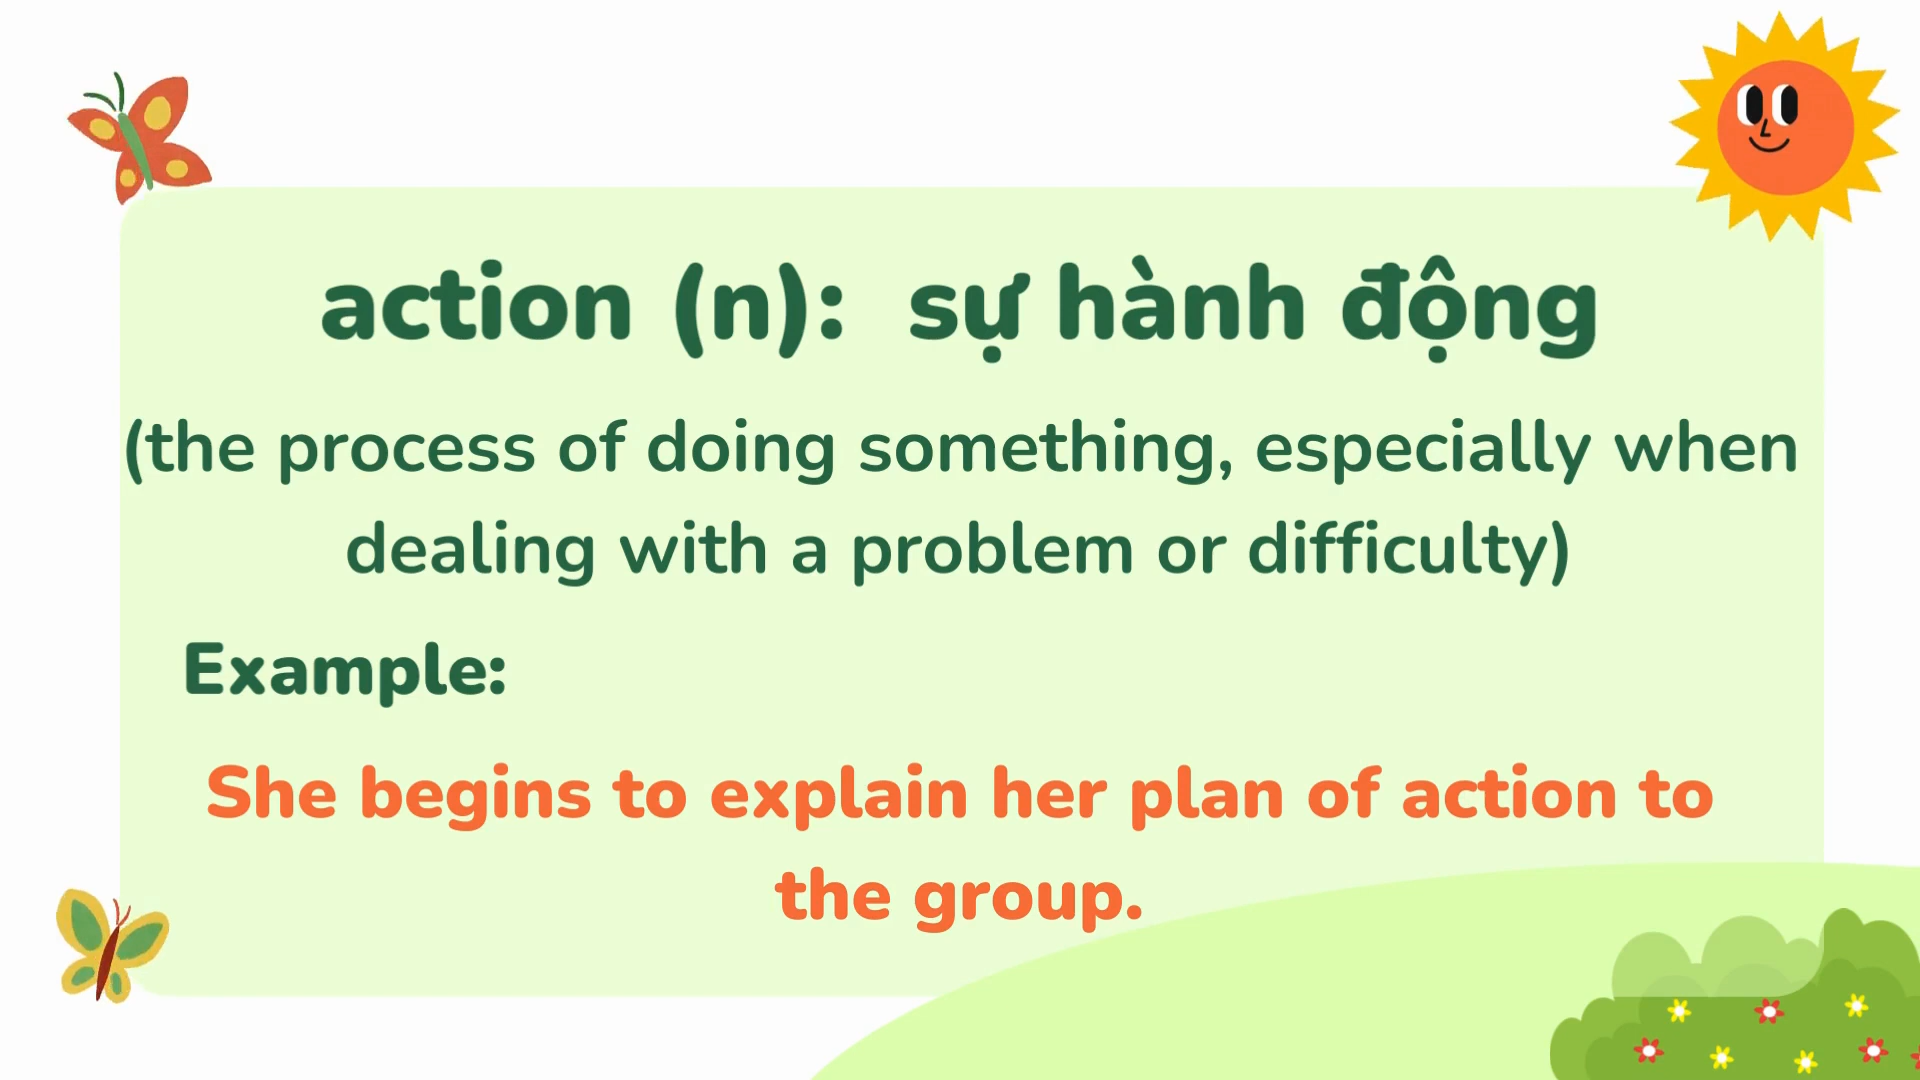 action (n):  sự hành động
(the process of doing something, especially when
dealing with a problem or difficulty)
Example:
She begins to explain her plan of action to
the group.